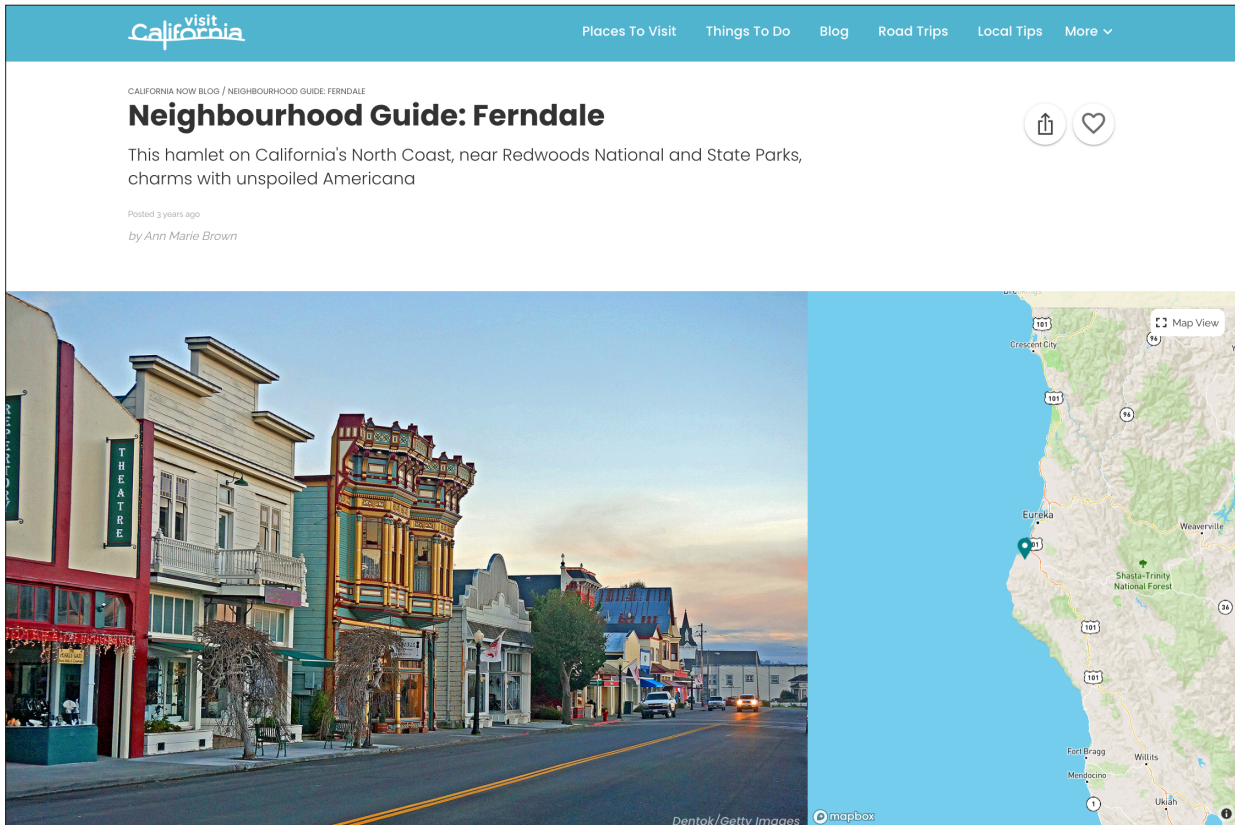 visit
California
Places To Visit
Things To Do
Blog
Road Trips
Local Tips
More
CALIFORNIA NOW BLOG / NEIGHBOURHOOD GUIDE: FERNDALE
Neighbourhood Guide: Ferndale
This hamlet on California's North Coast, near Redwoods National and State Parks,
charms with unspoiled Americana
Posted 3 years ago
by Ann Marie Brown
THEATRE
Dentok/Getty Images
Map View
101
96
Crescent City
101
96
Eureka
Weaverville
Shasta-Trinity
National Forest
36
101
101
Fort Bragg
Willits
Mendocino
1
Ukiah
mapbox